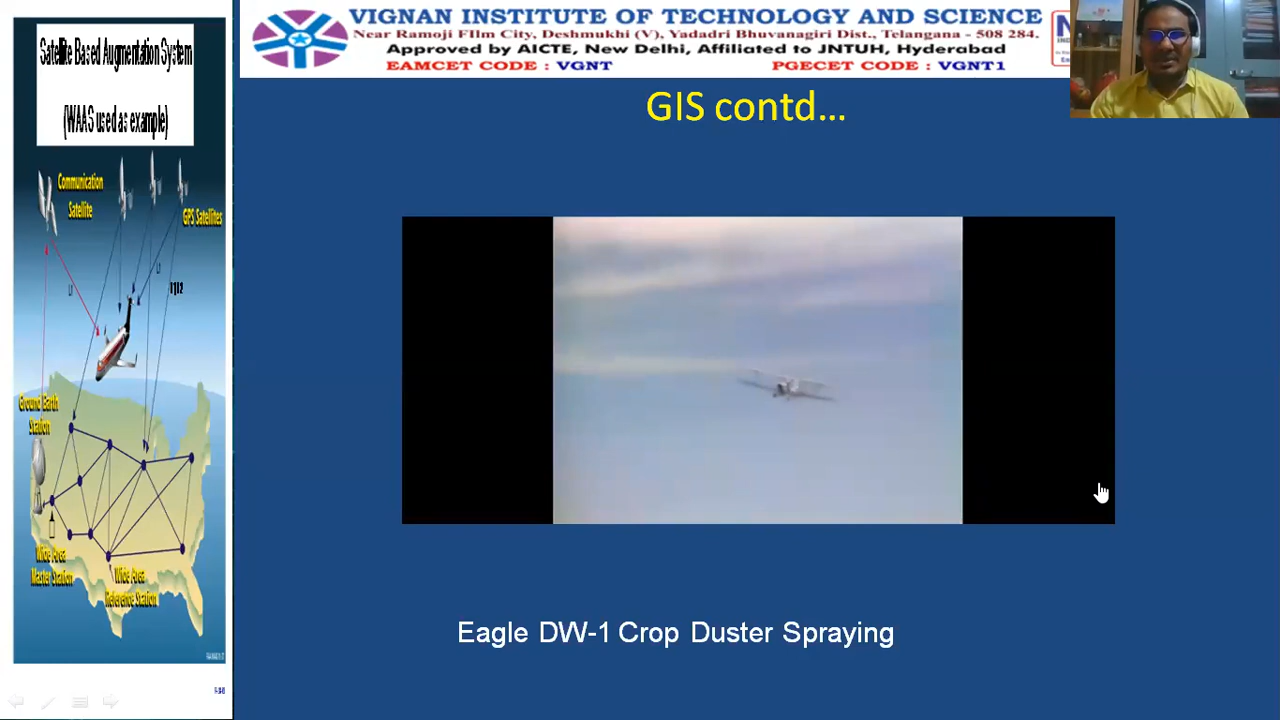 VIGNAN INSTITUTE OF TECHNOLOGY AND SCIENCE
Near Ramoji FIlm City, Deshmukhi (V), Yadadri Bhuvanagiri Dist., Telangana - 508 284.
Approved by AICTE, New Delhi, Affiliated to JNTUH, Hyderabad
EAMCET CODE : VGNT PGECET CODE : VGNT1
GIS contd...
Satellite Based Augmentation System
(WAAS used as example)
Communication
Satellite
GPS Satellites
Ground Earth
Station
Wide Area
Master Station
Wide Area
Reference Station
Eagle DW-1 Crop Duster Spraying